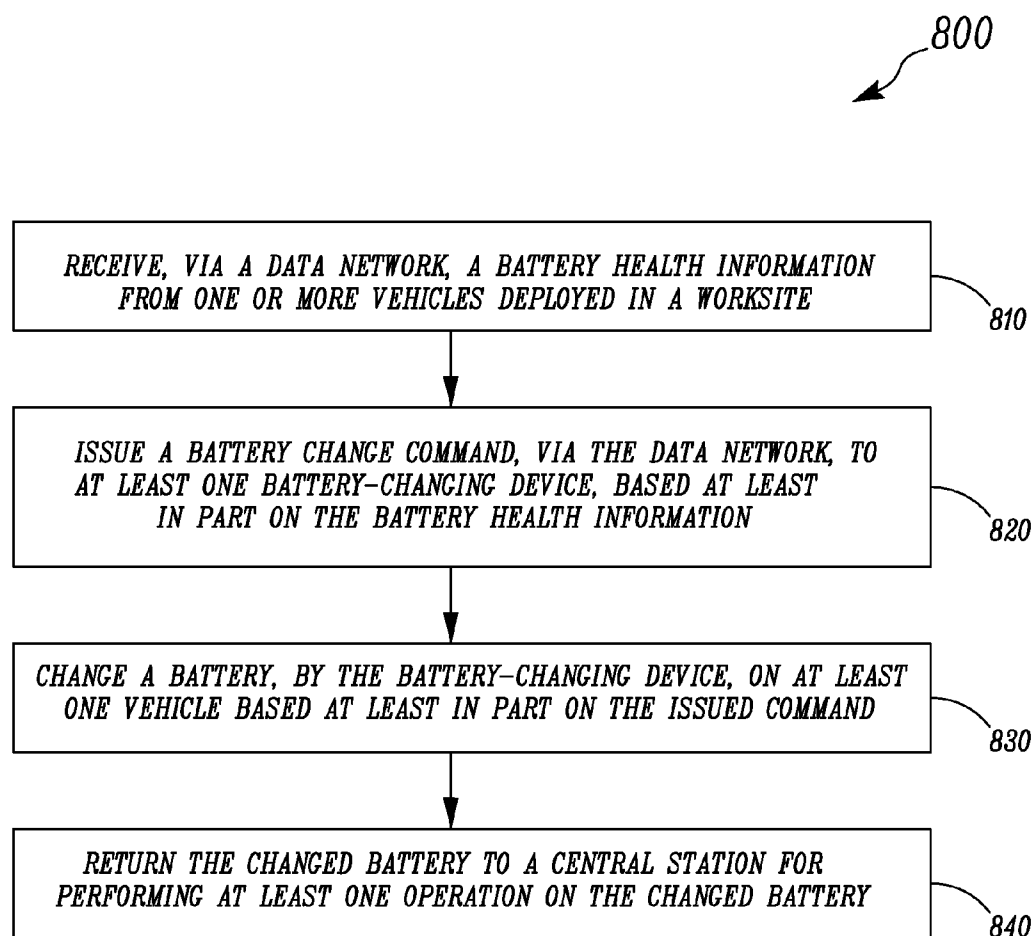 800
RECEIVE, VIA A DATA NETWORK, A BATTERY HEALTH INFORMATION
FROM ONE OR MORE VEHICLES DEPLOYED IN A WORKSITE
810
ISSUE A BATTERY CHANGE COMMAND, VIA THE DATA NETWORK, TO
AT LEAST ONE BATTERY-CHANGING DEVICE, BASED AT LEAST
IN PART ON THE BATTERY HEALTH INFORMATION
820
CHANGE A BATTERY, BY THE BATTERY-CHANGING DEVICE, ON AT LEAST
ONE VEHICLE BASED AT LEAST IN PART ON THE ISSUED COMMAND
830
RETURN THE CHANGED BATTERY TO A CENTRAL STATION FOR
PERFORMING AT LEAST ONE OPERATION ON THE CHANGED BATTERY
840